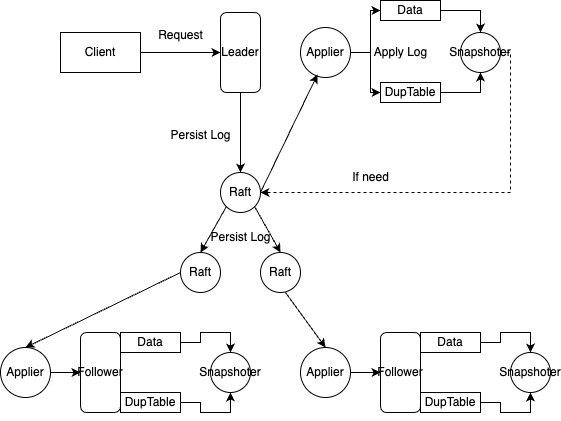 Data
Request
Client
Leader
Applier
Apply Log
Snapshoter
DupTable
Persist Log
If need
Raft
Persist Log
Raft
Raft
Data
Data
Applier
Follower
Snapshoter
Applier
Follower
Snapshoter
DupTable
DupTable